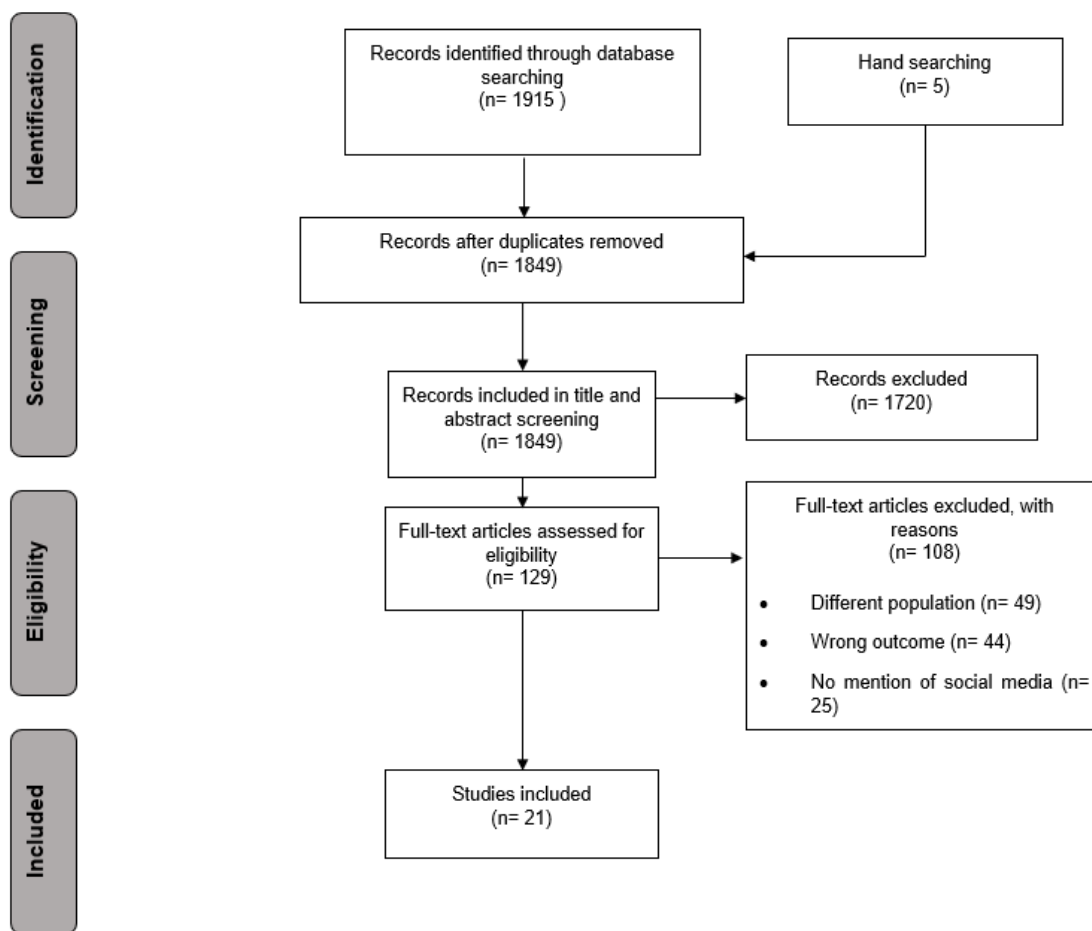 Identification
Records identified through database
searching
(n= 1915 )
Hand searching
(n= 5)
Records after duplicates removed
(n= 1849)
Screening
Records included in title and
abstract screening
(n= 1849)
Records excluded
(n= 1720)
Eligibility
Full-text articles assessed for
eligibility
(n= 129)
Full-text articles excluded, with
reasons
(n= 108)
• Different population (n= 49)
• Wrong outcome (n= 44)
• No mention of social media (n=
25)
Included
Studies included
(n= 21)